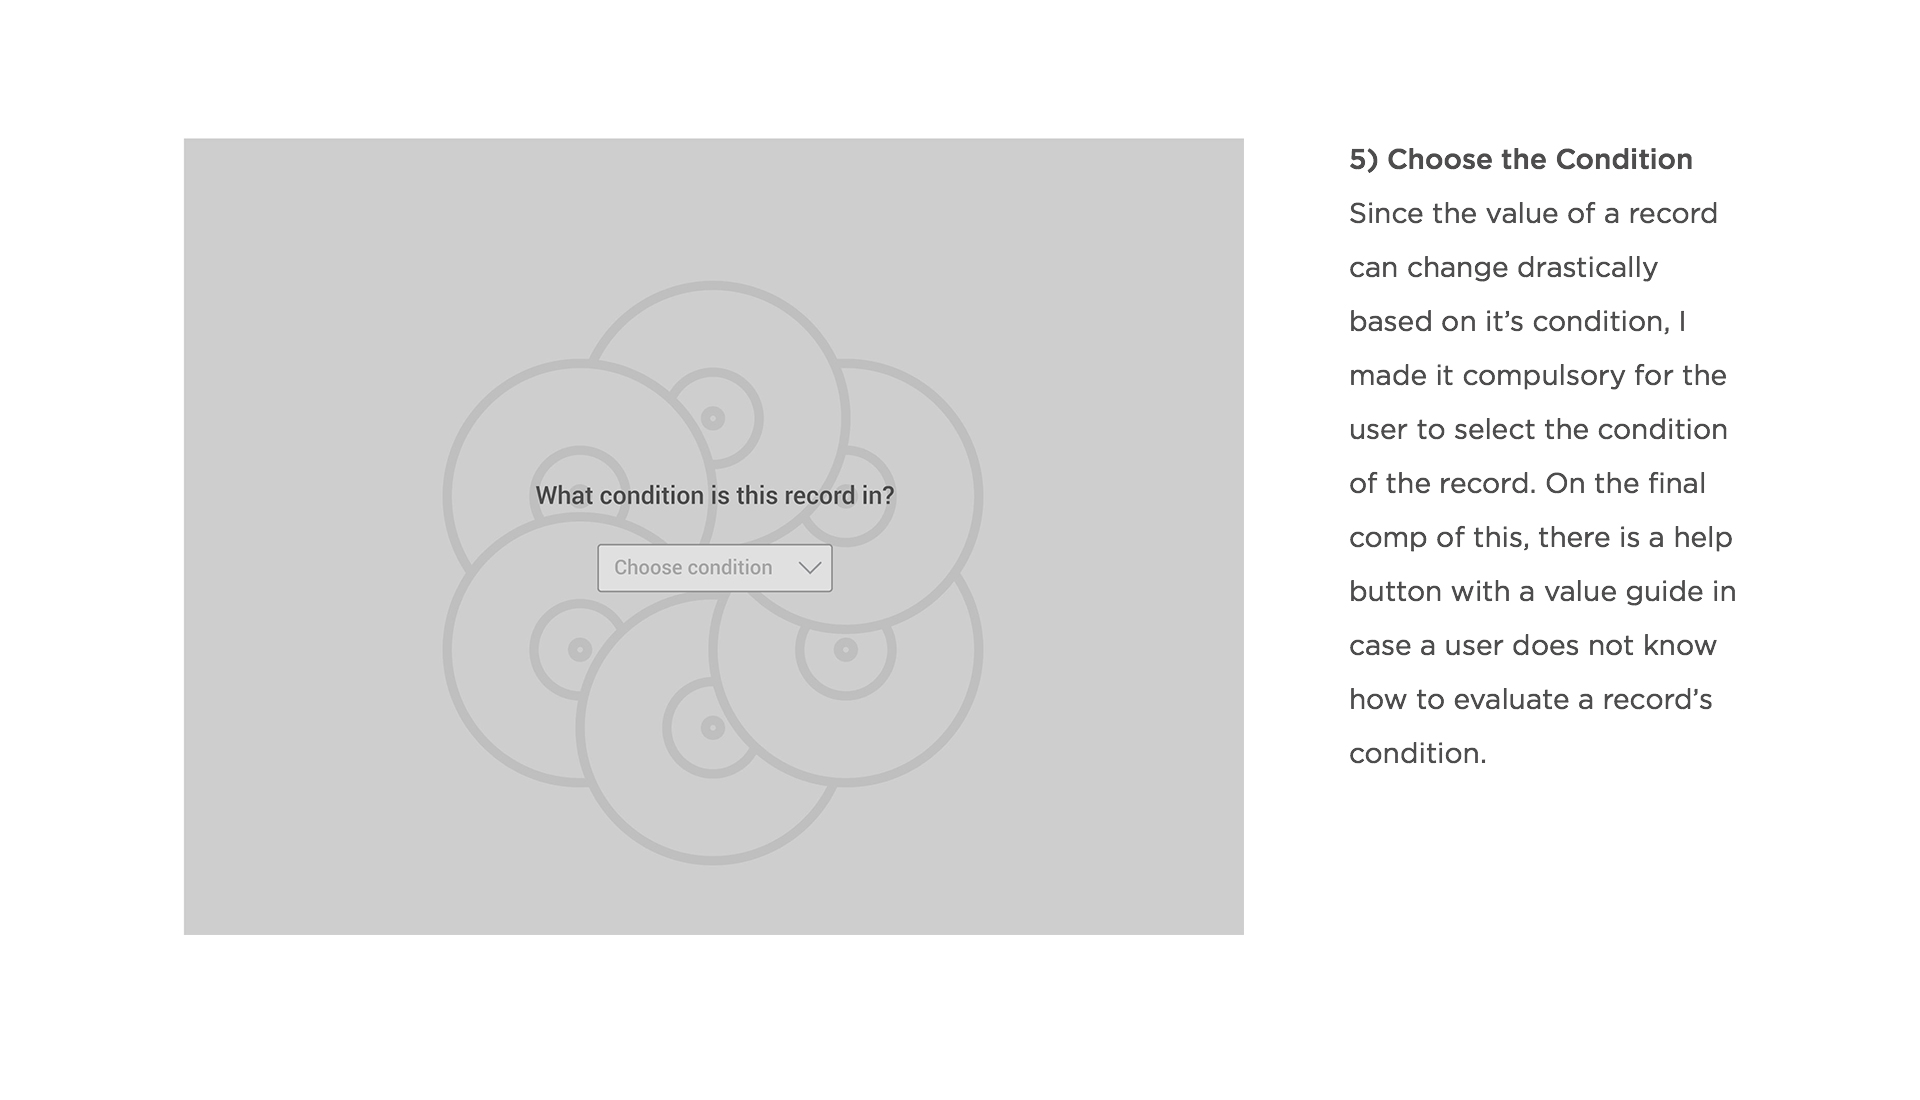 What condition is this record in?
Choose condition
5) Choose the Condition
Since the value of a record
can change drastically
based on it’s condition, I
made it compulsory for the
user to select the condition
of the record. On the final
comp of this, there is a help
button with a value guide in
case a user does not know
how to evaluate a record’s
condition.